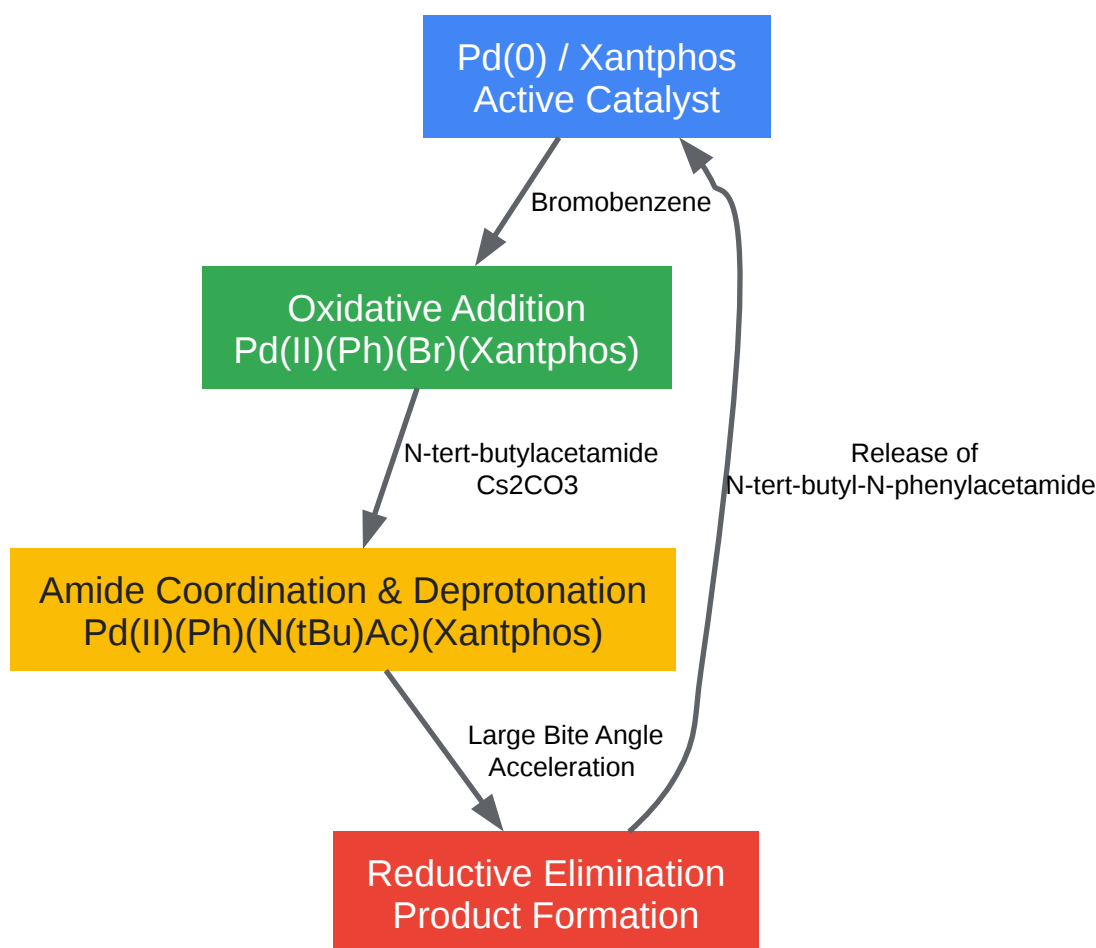 Pd(0) / Xantphos
Active Catalyst
Bromobenzene
Oxidative Addition
Pd(II)(Ph)(Br)(Xantphos)
N-tert-butylacetamide
Cs2CO3
Release of
N-tert-butyl-N-phenylacetamide
Amide Coordination & Deprotonation
Pd(II)(Ph)(N(tBu)Ac)(Xantphos)
Large Bite Angle
Acceleration
Reductive Elimination
Product Formation